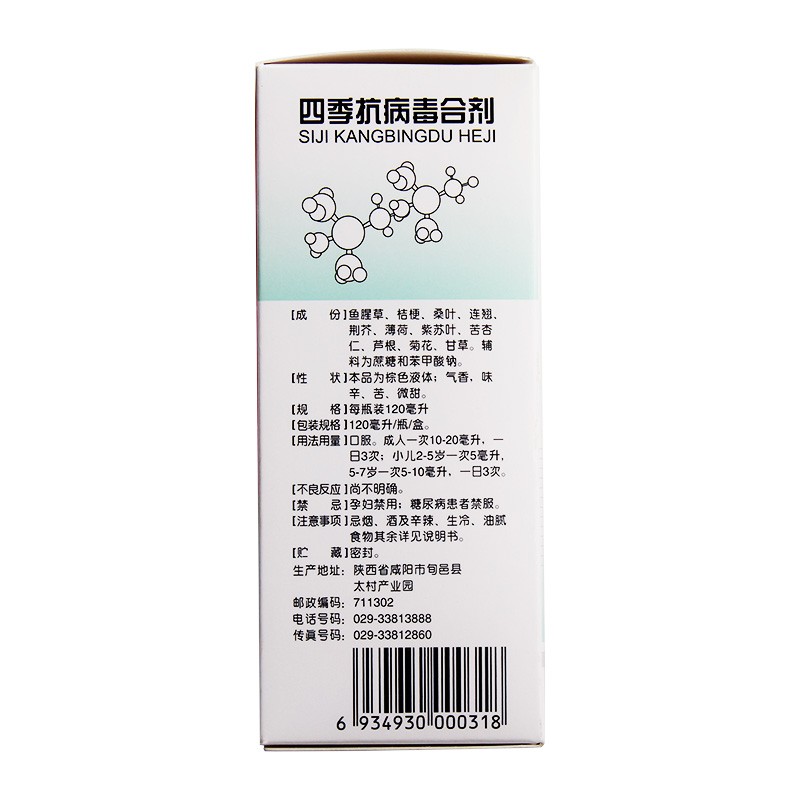 四季抗病毒合剂
SIJI KANGBINGDU HEJI
[成 份]鱼腥草、桔梗、桑叶、连翘、
荆芥、薄荷、紫苏叶、苦杏
仁、芦根、菊花、甘草。辅
料为蔗糖和苯甲酸钠。
[性 状]本品为棕色液体；气香，味
辛、苦、微甜。
[规 格]每瓶装120毫升
[包装规格]120毫升/瓶/盒。
[用法用量]口服。成人一次10-20毫升，一
日3次；小儿2-5岁一次5毫升，
5-7岁一次5-10毫升，一日3次。
[不良反应]尚不明确。
[禁 忌]孕妇禁用；糖尿病患者禁服。
[注意事项]忌烟、酒及辛辣、生冷、油腻
食物其余详见说明书。
[贮 藏]密封。
生产地址：陕西省咸阳市旬邑县
太村产业园
邮政编码：711302
电话号码：029-33813888
传真号码：029-33812860
6 934930 000318